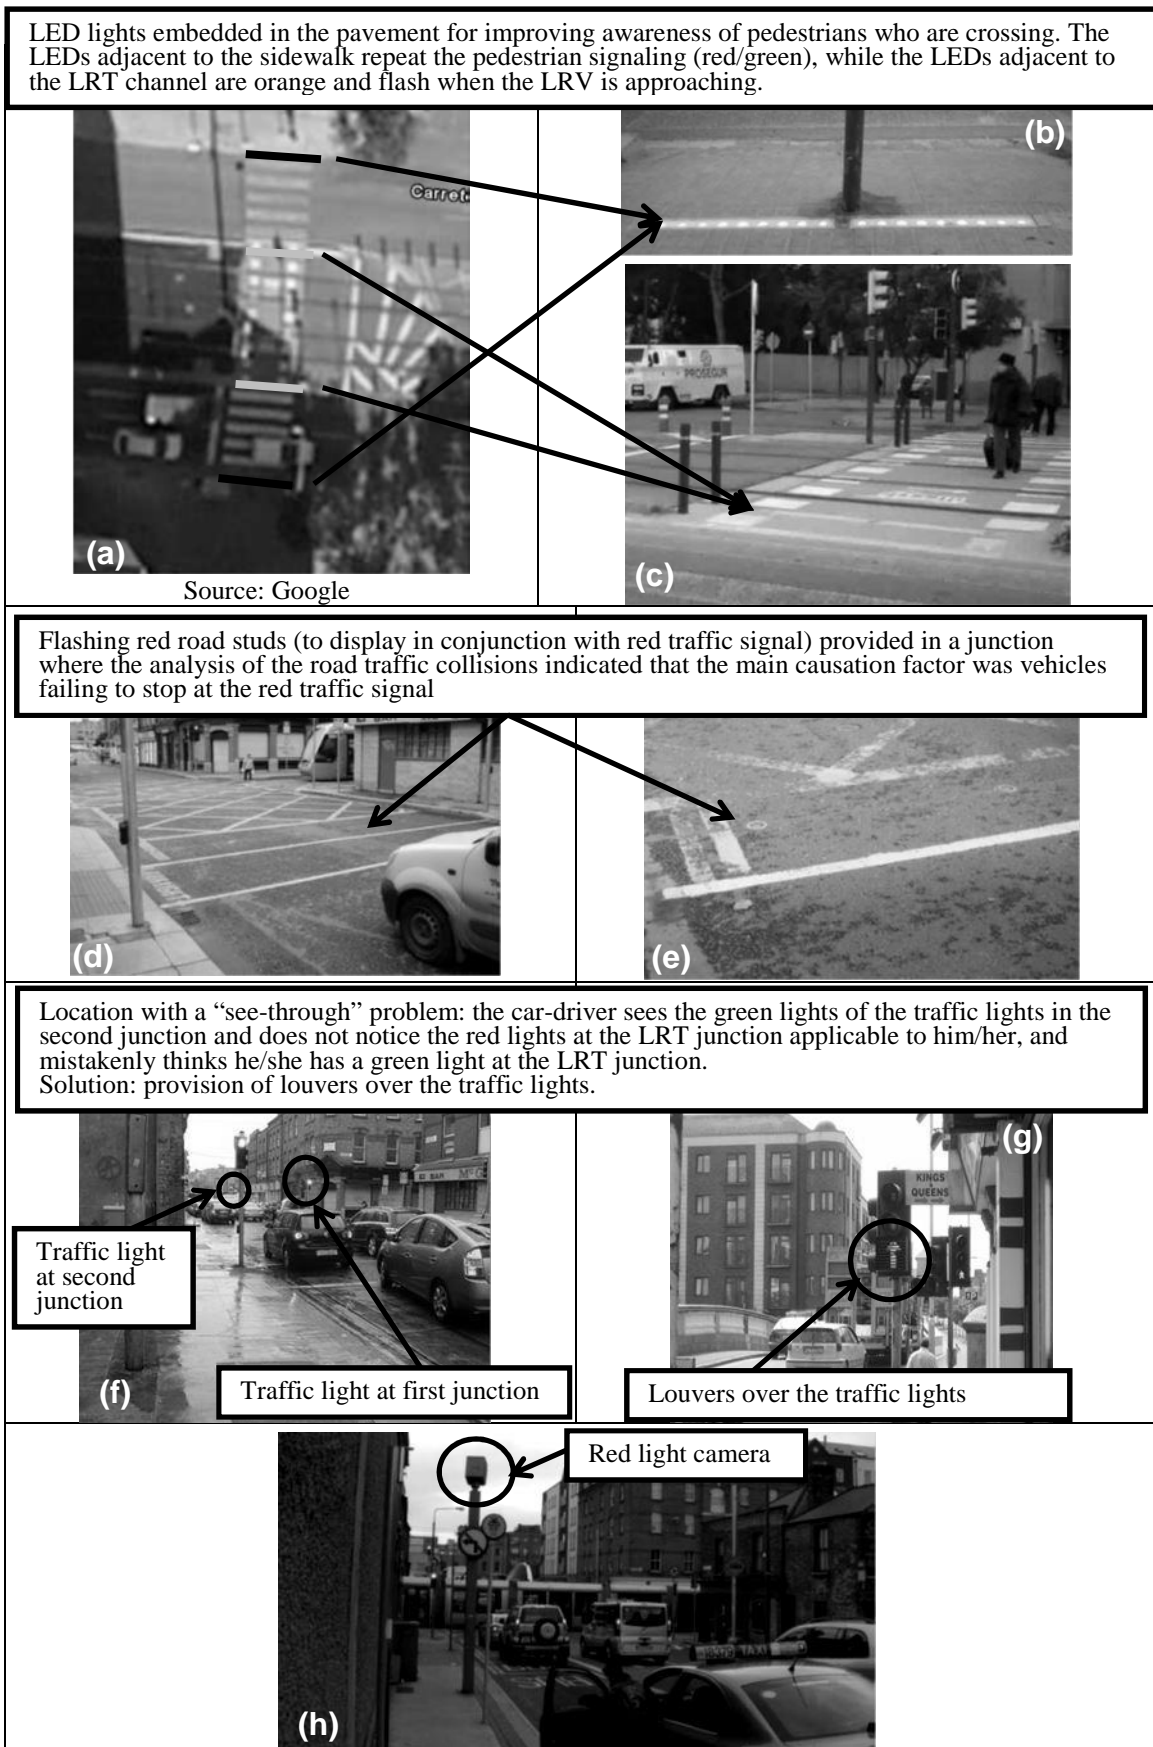 LED lights embedded in the pavement for improving awareness of pedestrians who are crossing. The
LEDs adjacent to the sidewalk repeat the pedestrian signaling (red/green), while the LEDs adjacent to
the LRT channel are orange and flash when the LRV is approaching.
(b)
Carret
PROSEGUR
(a)
(c)
Source: Google
Flashing red road studs (to display in conjunction with red traffic signal) provided in a junction
where the analysis of the road traffic collisions indicated that the main causation factor was vehicles
failing to stop at the red traffic signal
(d)
(e)
Location with a “see-through” problem: the car-driver sees the green lights of the traffic lights in the
second junction and does not notice the red lights at the LRT junction applicable to him/her, and
mistakenly thinks he/she has a green light at the LRT junction.
Solution: provision of louvers over the traffic lights.
(g)
KINGS
QUEENS
Traffic light
at second
junction
(f)
Traffic light at first junction
Louvers over the traffic lights
Red light camera
(h)